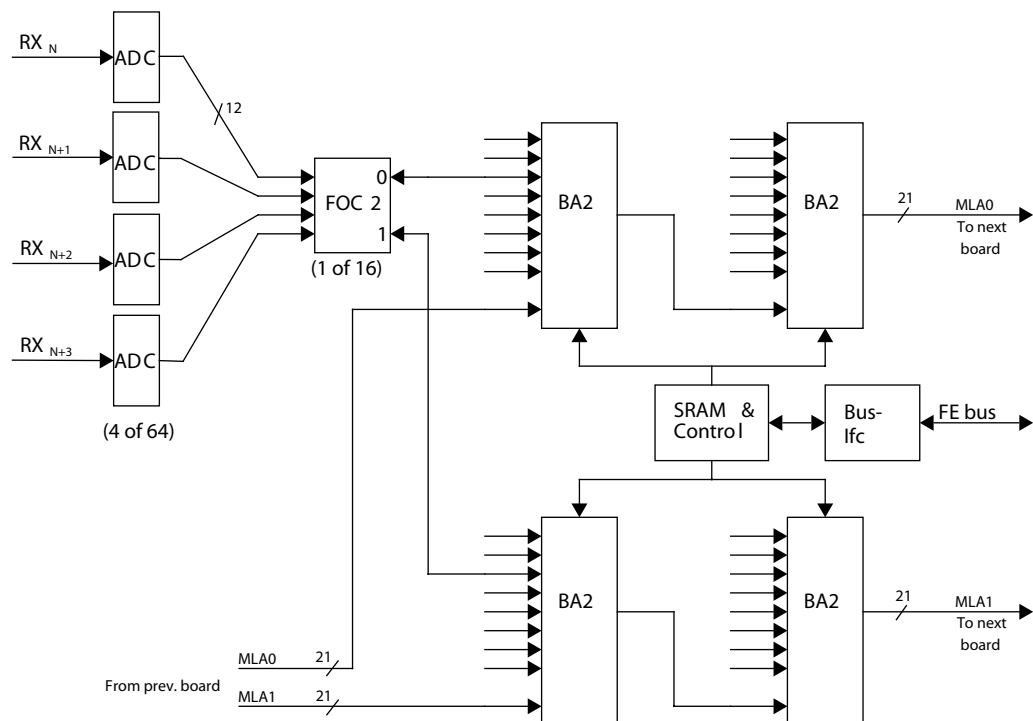 RX N
ADC
12
RX N+1
ADC
RX N+2
ADC
RX N+3
ADC
(4 of 64)
0
FOC 2
1
(1 of 16)
BA2
BA2
21
MLA0
To next
board
SRAM &
Control
Bus-
Ifc
FE bus
BA2
BA2
21
MLA1
To next
board
MLA0
21
From prev. board
MLA1
21